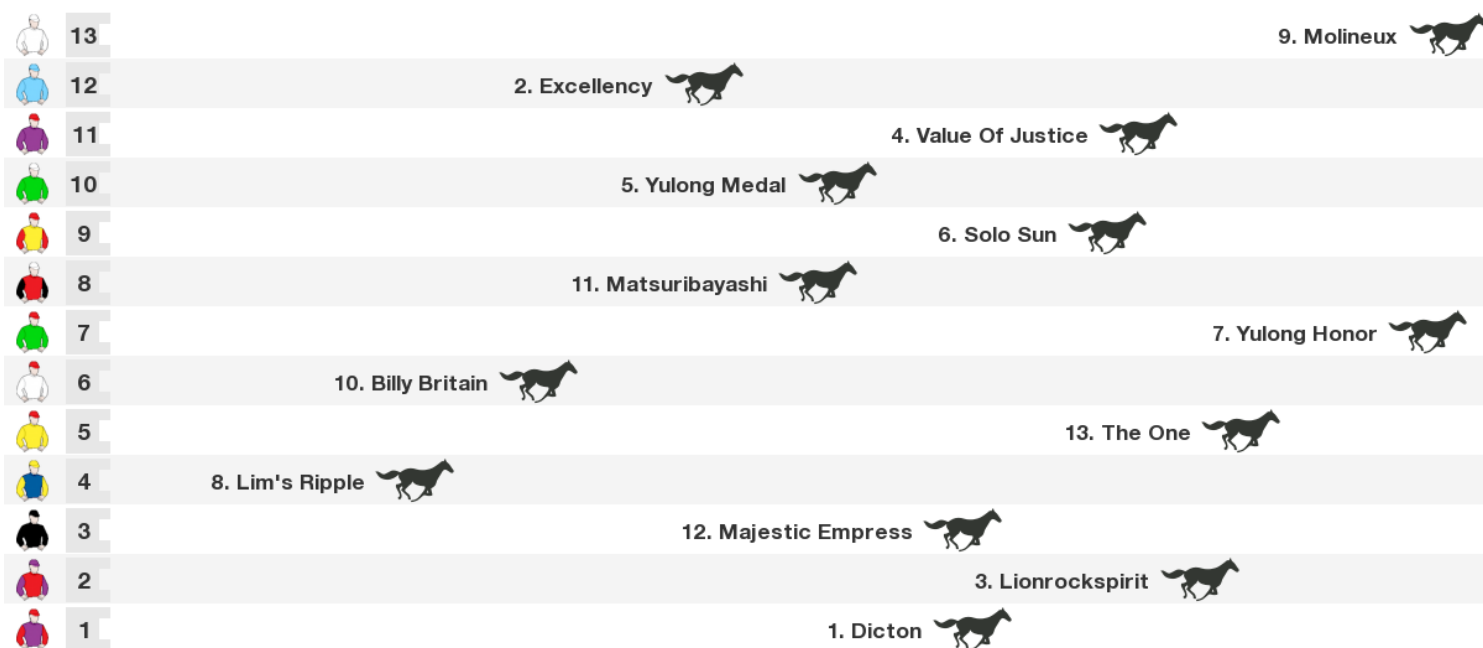 13 9. Molineux
12 2. Excellency
11 4. Value Of Justice
10 5. Yulong Medal
9 6. Solo Sun
8 11. Matsuribayashi
7 7. Yulong Honor
6 10. Billy Britain
5 13. The One
4 8. Lim's Ripple
3 12. Majestic Empress
2 3. Lionrockspirit
1 1. Dicton